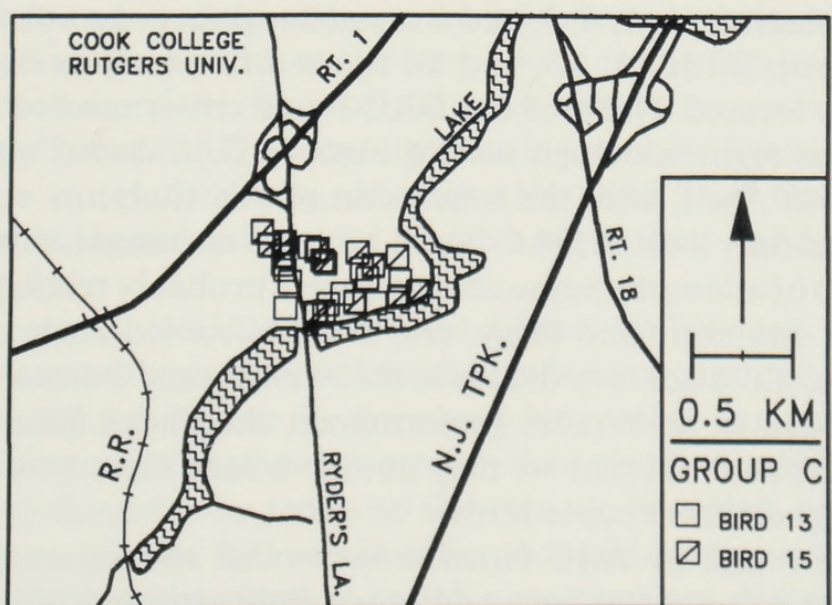 COOK COLLEGE
RUTGERS UNIV.
RT. 1
LAKE
RT. 18
N.J. TPK.
R.R.
RYDER'S LA.
0.5 KM
GROUP C
BIRD 13
BIRD 15